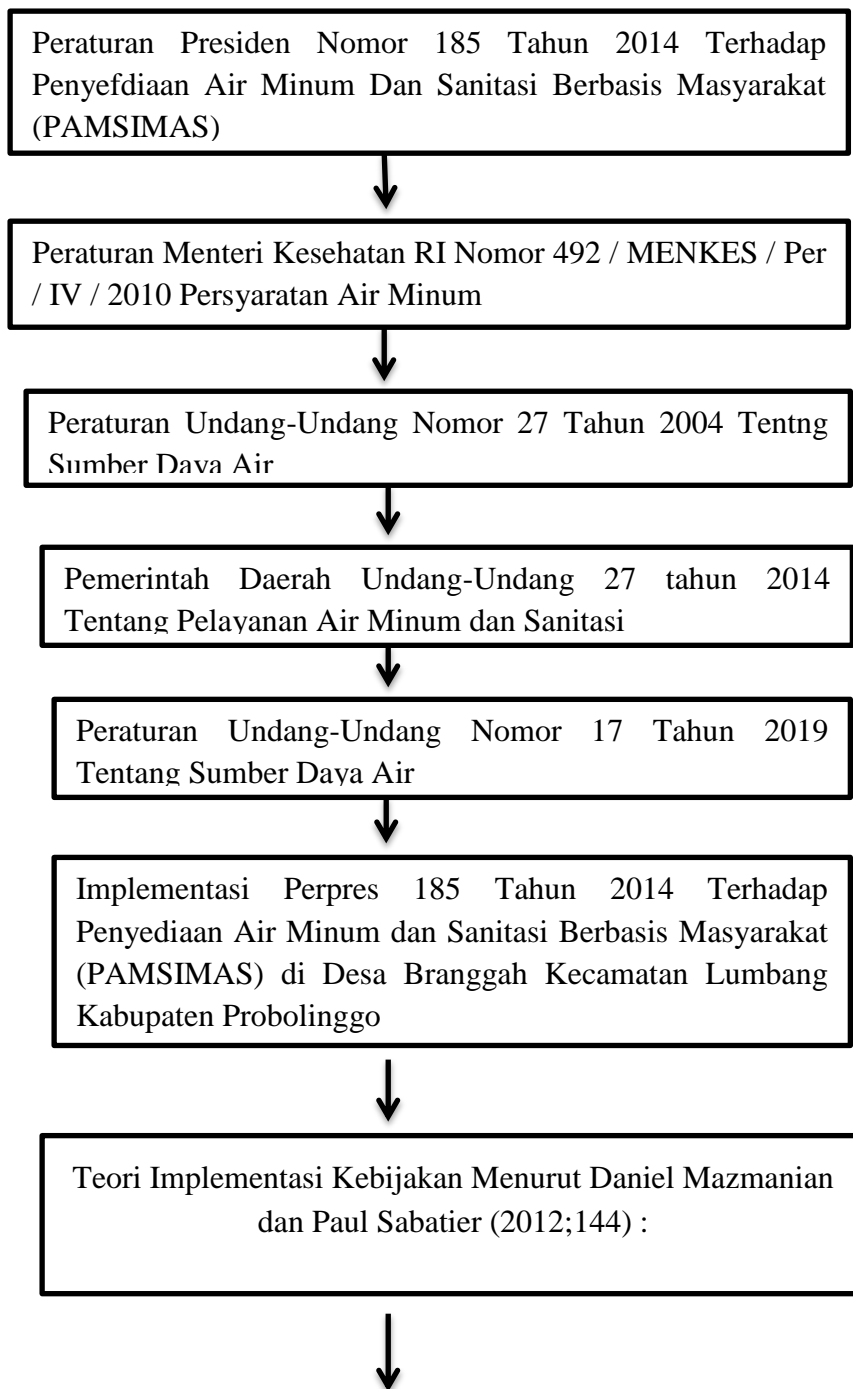 Peraturan Presiden Nomor 185 Tahun 2014 Terhadap
Penyefdiaan Air Minum Dan Sanitasi Berbasis Masyarakat
(PAMSIMAS)
Peraturan Menteri Kesehatan RI Nomor 492 / MENKES / Per
/ IV / 2010 Persyaratan Air Minum
Peraturan Undang-Undang Nomor 27 Tahun 2004 Tentng
Sumber Daya Air
Pemerintah Daerah Undang-Undang 27 tahun 2014
Tentang Pelayanan Air Minum dan Sanitasi
Peraturan Undang-Undang Nomor 17 Tahun 2019
Tentang Sumber Daya Air
Implementasi Perpres 185 Tahun 2014 Terhadap
Penyediaan Air Minum dan Sanitasi Berbasis Masyarakat
(PAMSIMAS) di Desa Branggah Kecamatan Lumbang
Kabupaten Probolinggo
Teori Implementasi Kebijakan Menurut Daniel Mazmanian
dan Paul Sabatier (2012;144) :